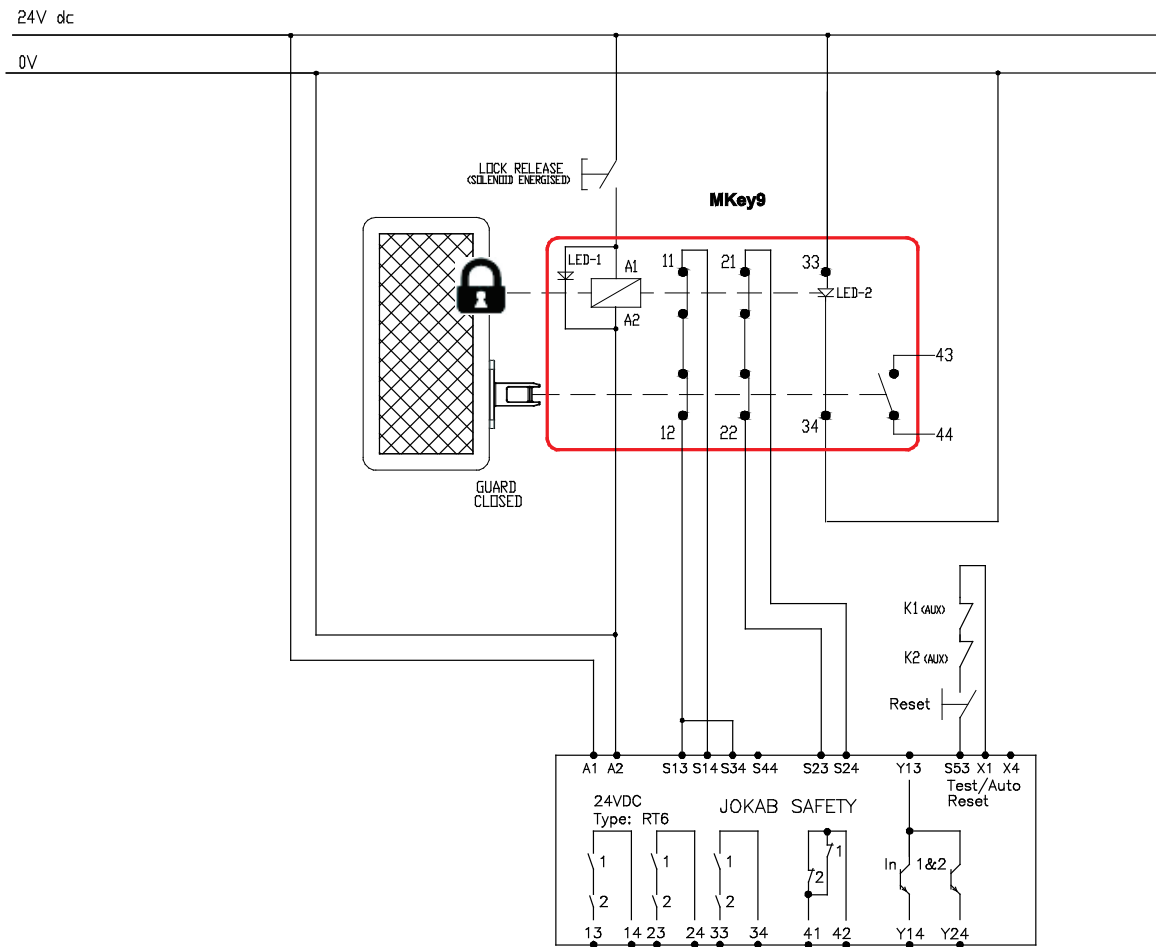 24V dc
0V
LOCK RELEASE
(SOLENOID ENERGISED)
MKey9
LED-1
A1
11
21
33
LED-2
A2
43
12
22
34
44
GUARD
CLOSED
K1 (AUX)
K2 (AUX)
Reset
A1 A2 S13 S14 S34 S44 S23 S24 Y13 S53 X1 X4
Test/Auto
Reset
24VDC
Type: RT6
JOKAB SAFETY
1 1 1 2 1 In 1&2
2 2 2
13 14 23 24 33 34 41 42 Y14 Y24